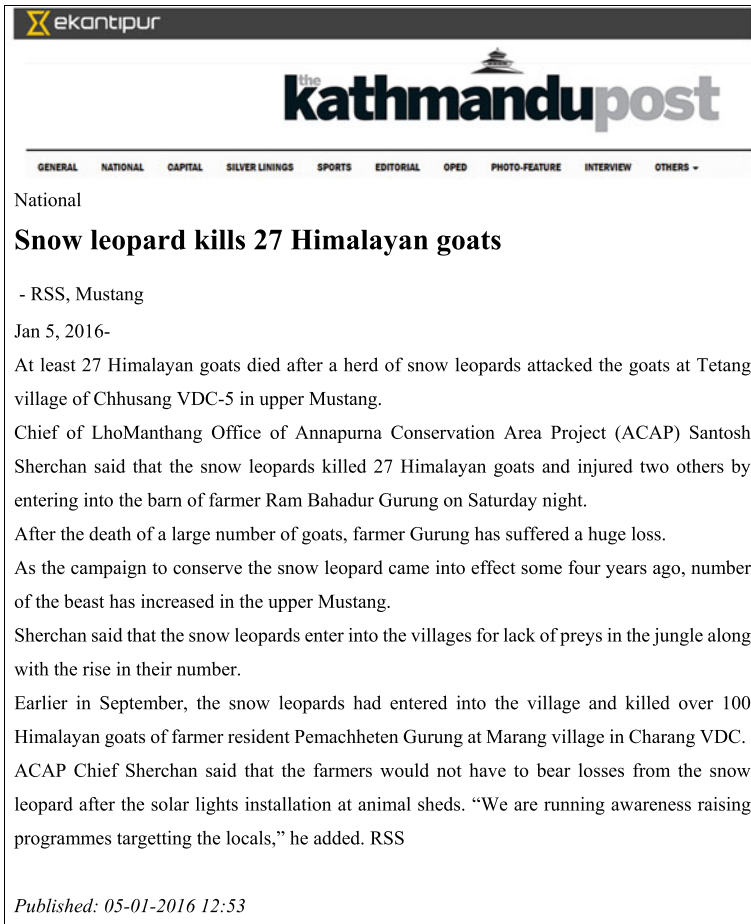 ekantipur
the kathmandupost
GENERAL NATIONAL CAPITAL SILVER LININGS SPORTS EDITORIAL OPED PHOTO-FEATURE INTERVIEW OTHERS
National
Snow leopard kills 27 Himalayan goats
- RSS, Mustang
Jan 5, 2016-
At least 27 Himalayan goats died after a herd of snow leopards attacked the goats at Tetang
village of Chhusang VDC-5 in upper Mustang.
Chief of LhoManthang Office of Annapurna Conservation Area Project (ACAP) Santosh
Sherchan said that the snow leopards killed 27 Himalayan goats and injured two others by
entering into the barn of farmer Ram Bahadur Gurung on Saturday night.
After the death of a large number of goats, farmer Gurung has suffered a huge loss.
As the campaign to conserve the snow leopard came into effect some four years ago, number
of the beast has increased in the upper Mustang.
Sherchan said that the snow leopards enter into the villages for lack of preys in the jungle along
with the rise in their number.
Earlier in September, the snow leopards had entered into the village and killed over 100
Himalayan goats of farmer resident Pemachheten Gurung at Marang village in Charang VDC.
ACAP Chief Sherchan said that the farmers would not have to bear losses from the snow
leopard after the solar lights installation at animal sheds. “We are running awareness raising
programmes targetting the locals,” he added. RSS
Published: 05-01-2016 12:53